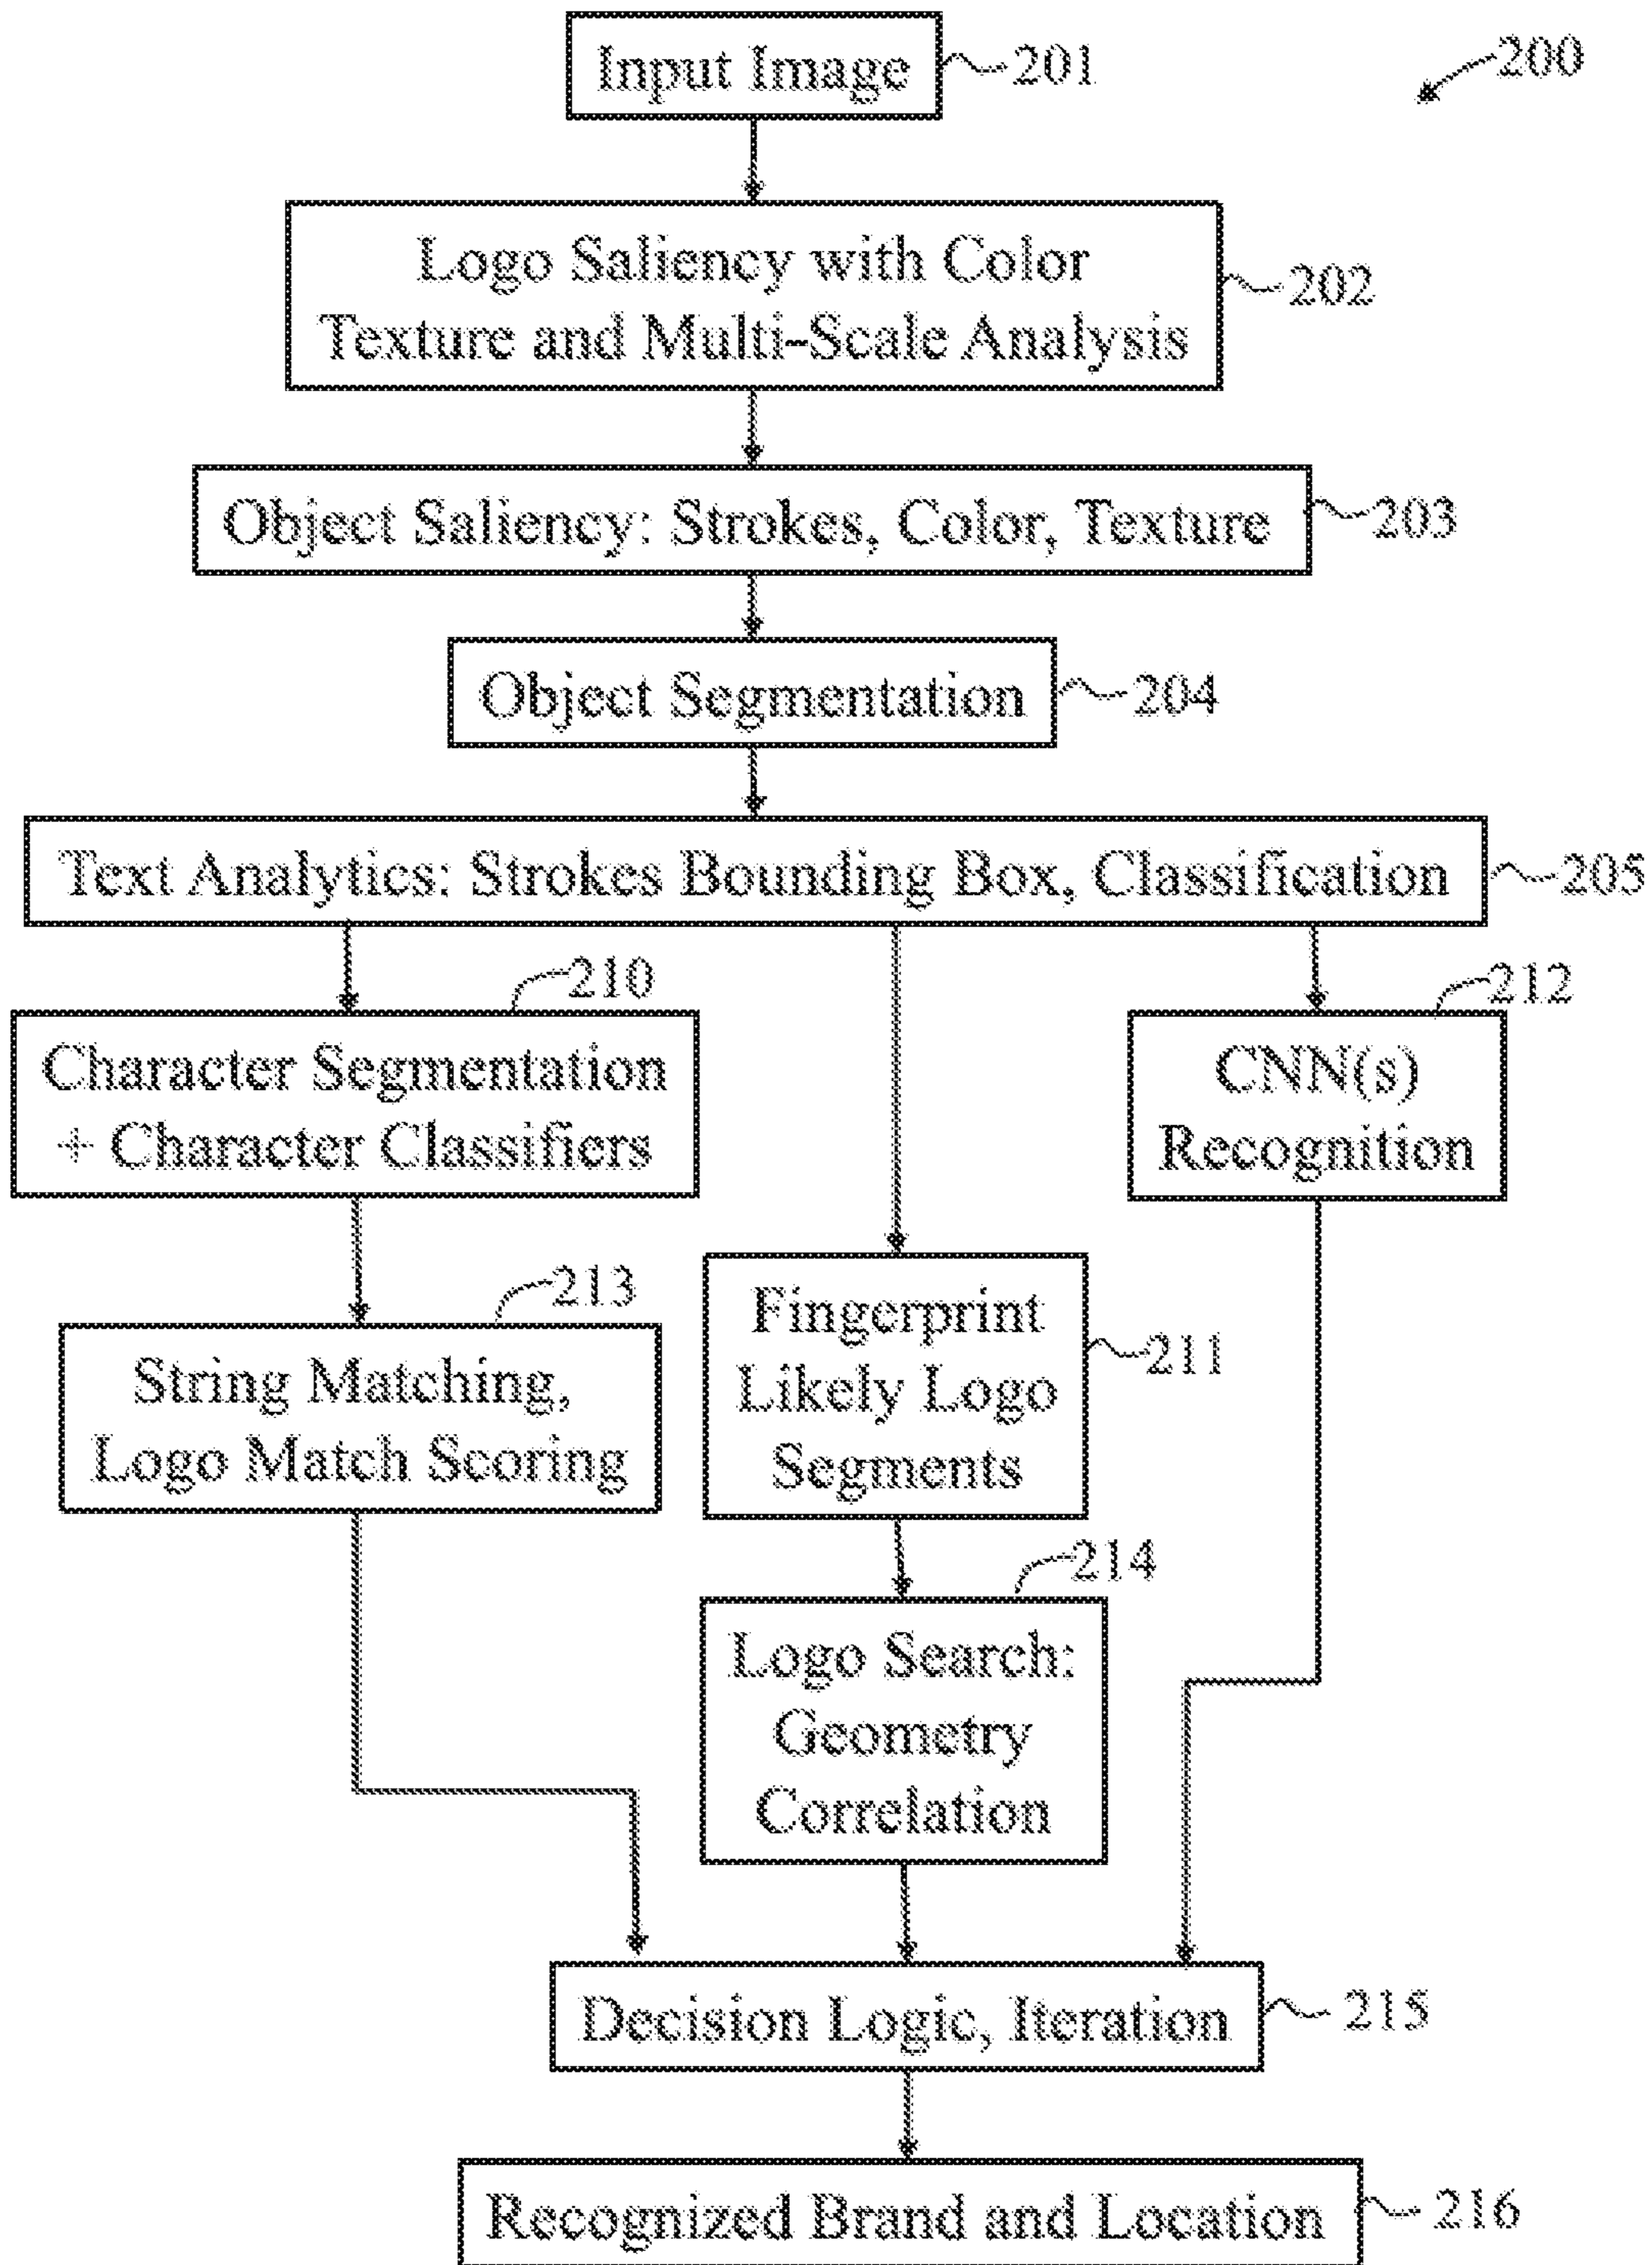 Input Image
201
200
Logo Saliency with Color
Texture and Multi-Scale Analysis
202
Object Saliency: Strokes, Color, Texture
203
Object Segmentation
204
Text Analytics: Strokes Bounding Box, Classification
205
210
Character Segmentation
+ Character Classifiers
212
CNN(s)
Recognition
213
String Matching,
Logo Match Scoring
Fingerprint
Likely Logo
Segments
211
214
Logo Search:
Geometry
Correlation
Decision Logic, Iteration
215
Recognized Brand and Location
216